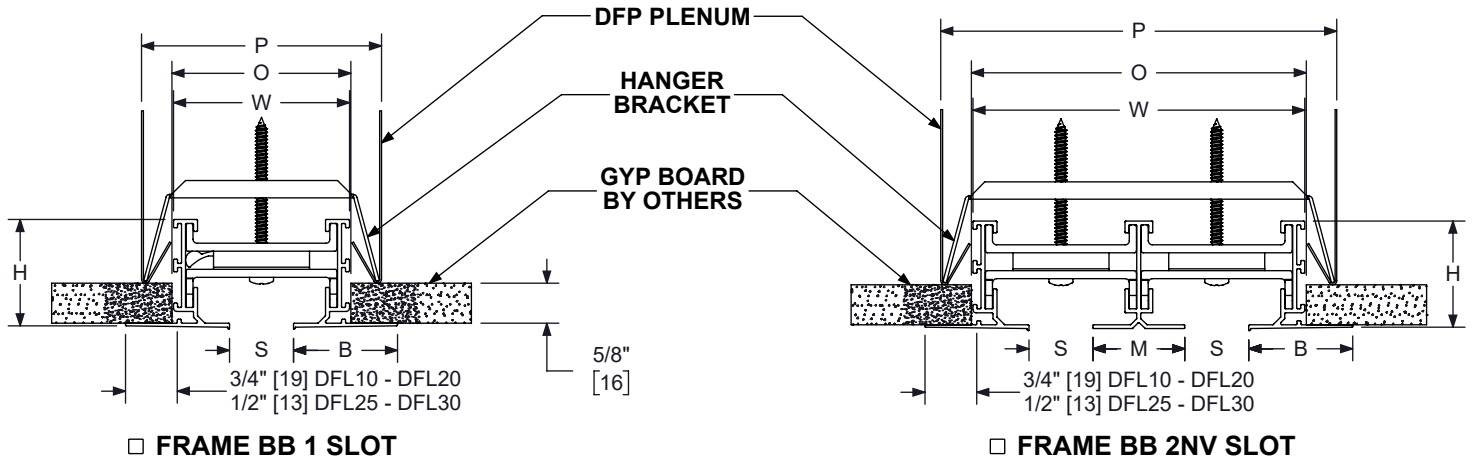 DFP PLENUM
P
P
O
HANGER
BRACKET
O
W
W
GYP BOARD
BY OTHERS
H
H
S
B
5/8"
[16]
S
M
S
B
3/4" [19] DFL10 - DFL20
1/2" [13] DFL25 - DFL30
3/4" [19] DFL10 - DFL20
1/2" [13] DFL25 - DFL30
□ FRAME BB 1 SLOT
□ FRAME BB 2NV SLOT